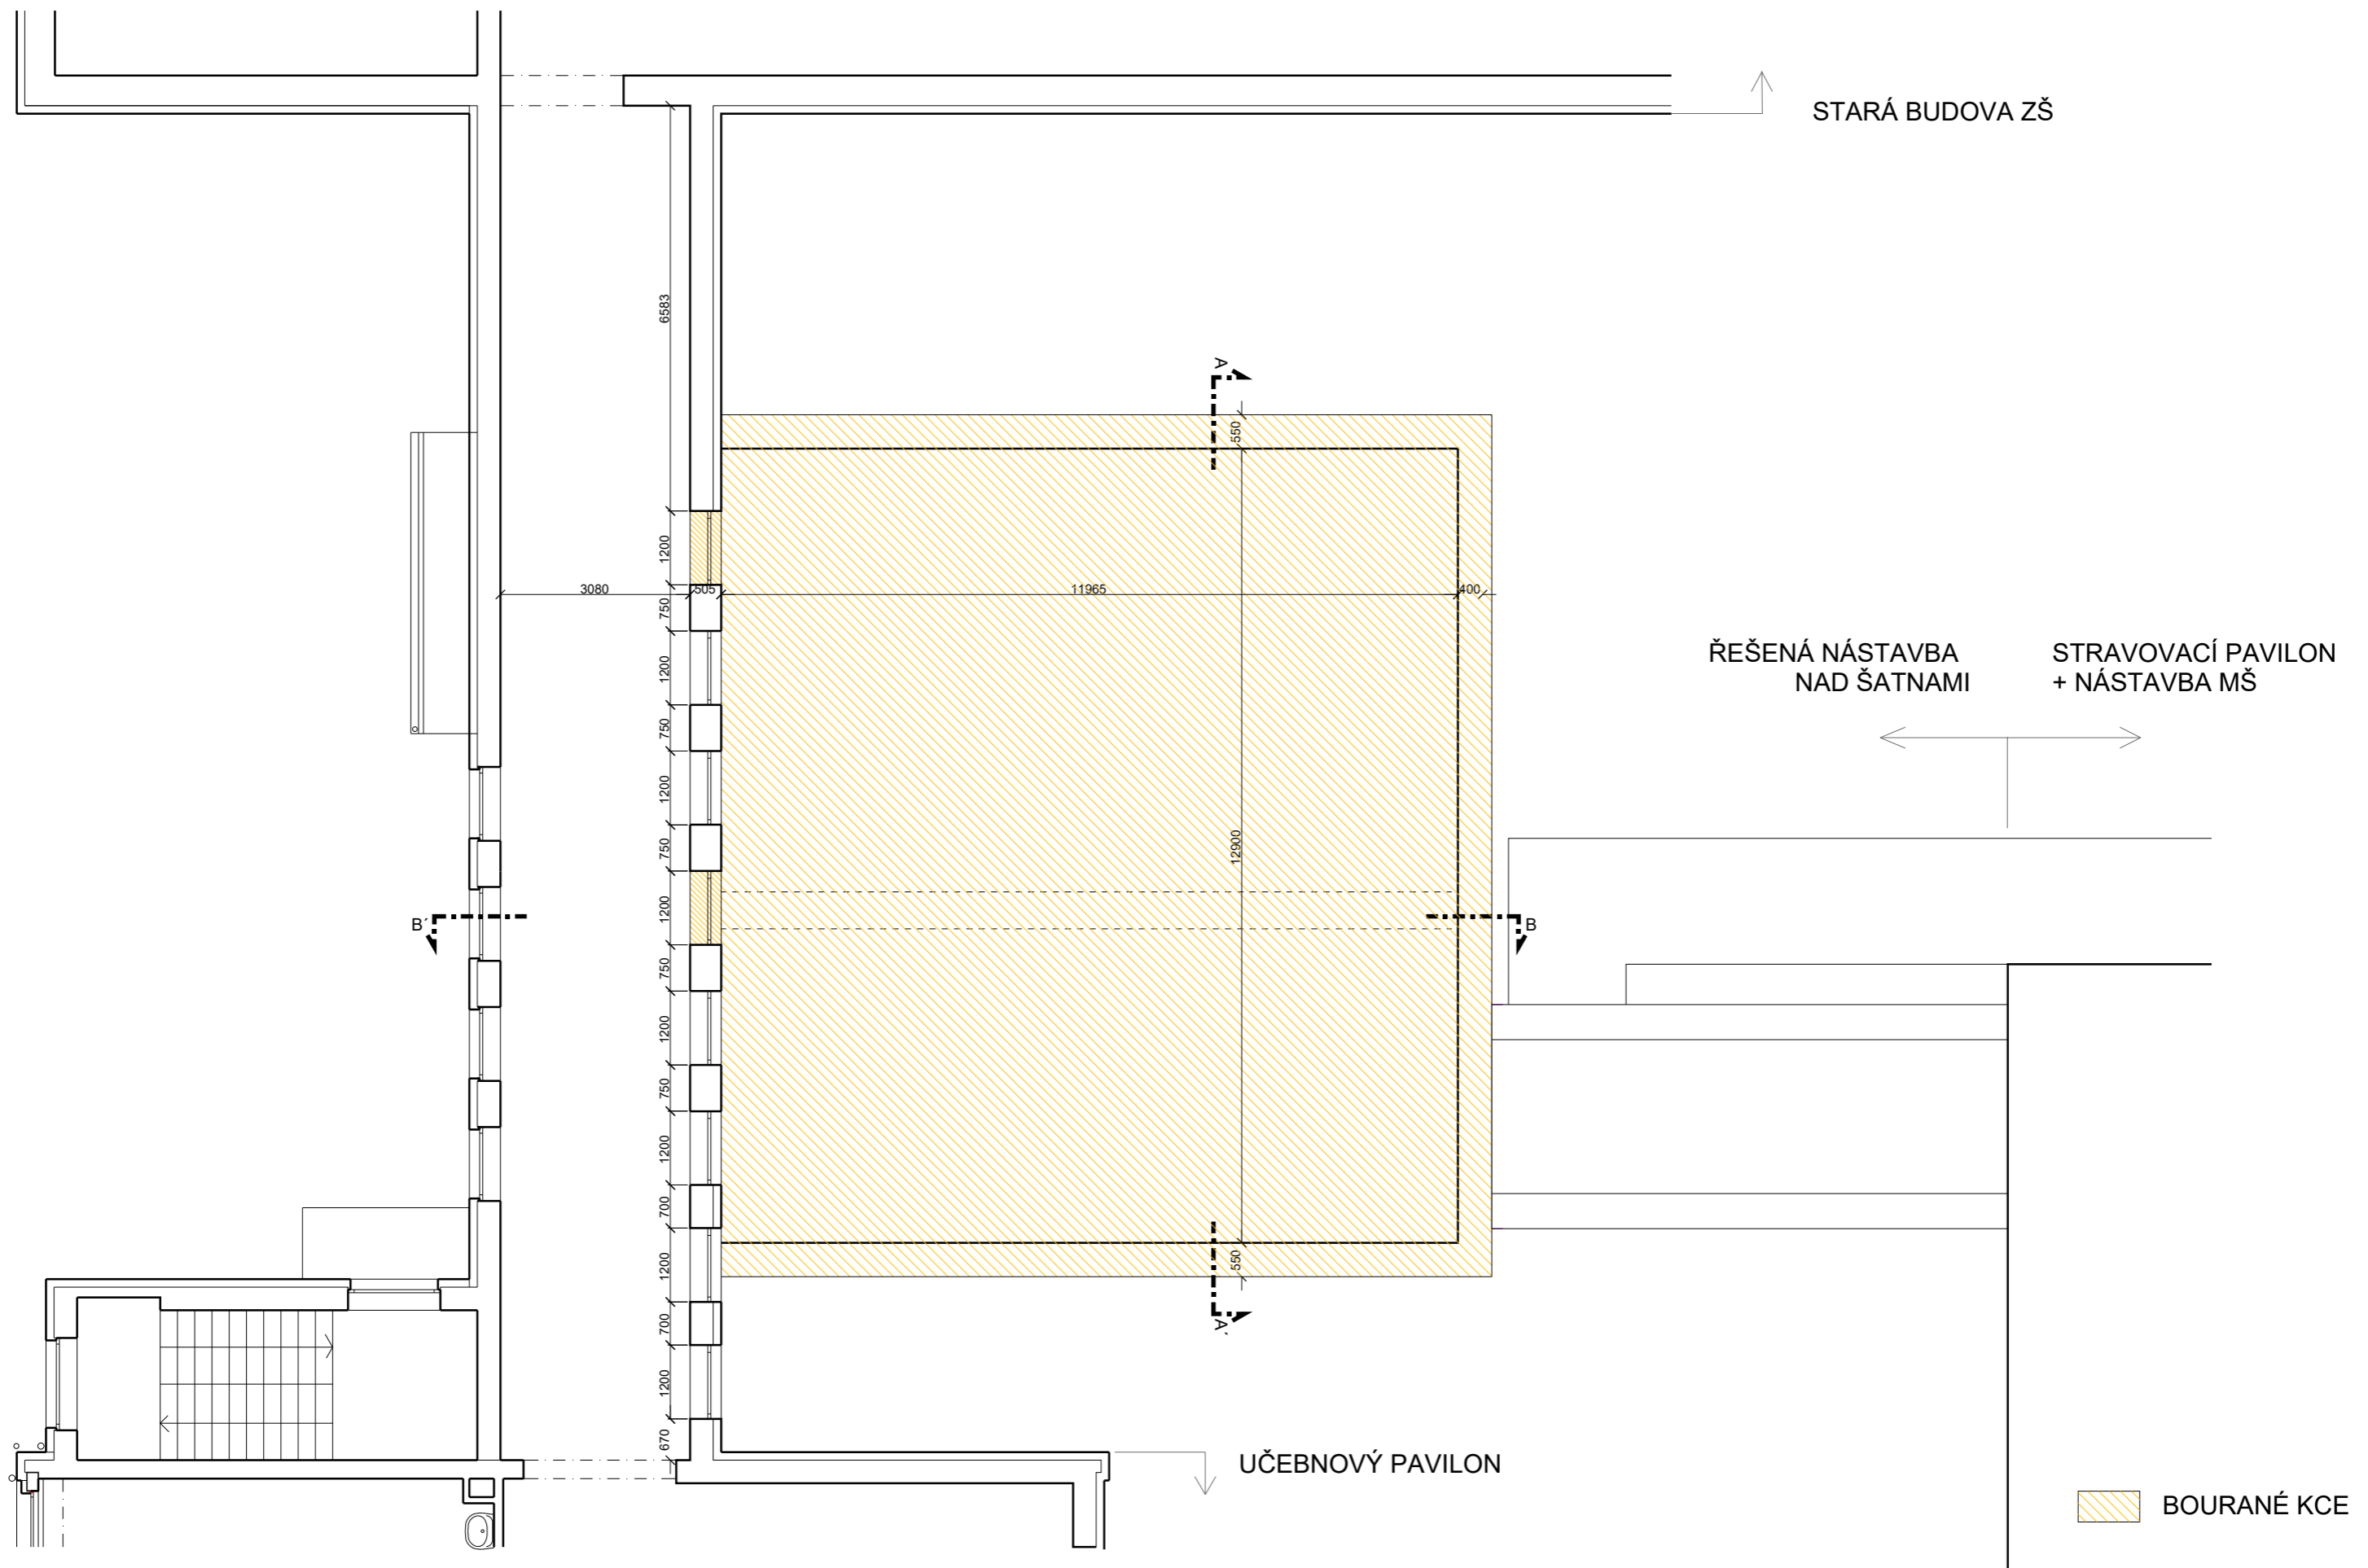 STARÁ BUDOVA ZŠ
6583
A
550
1200
3080
505
11965
400
750
1200
ŘEŠENÁ NÁSTAVBA
NAD ŠATNAMI
STRAVOVACÍ PAVILON
+ NÁSTAVBA MŠ
750
1200
750
12900
1200
B´
B
750
1200
750
1200
700
1200
550
A´
700
1200
670
UČEBNOVÝ PAVILON
BOURANÉ KCE